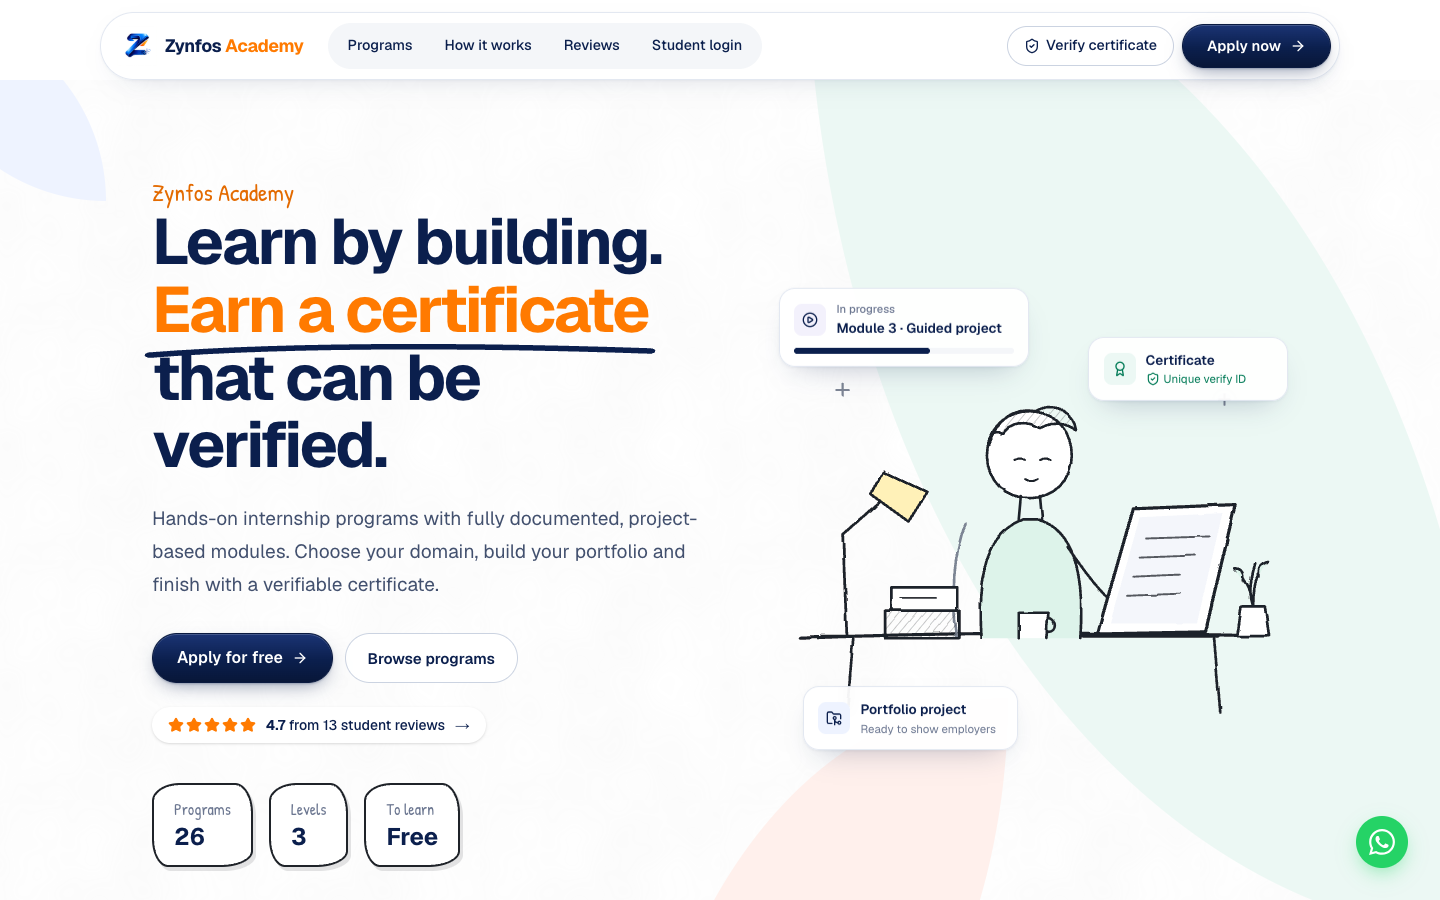 Zynfos Academy
Programs
How it works
Reviews
Student login
Verify certificate
Apply now →
Zynfos Academy
Learn by building.
Earn a certificate
that can be
verified.
Hands-on internship programs with fully documented, project-
based modules. Choose your domain, build your portfolio and
finish with a verifiable certificate.
Apply for free →
Browse programs
4.7 from 13 student reviews →
Programs
26
Levels
3
To learn
Free
In progress
Module 3 · Guided project
Certificate
Unique verify ID
Portfolio project
Ready to show employers